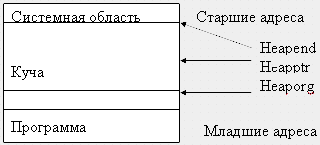 Системная область
Старшие адреса
Heapend
Heapptr
Куча
Heaporg
Программа
Младшие адреса